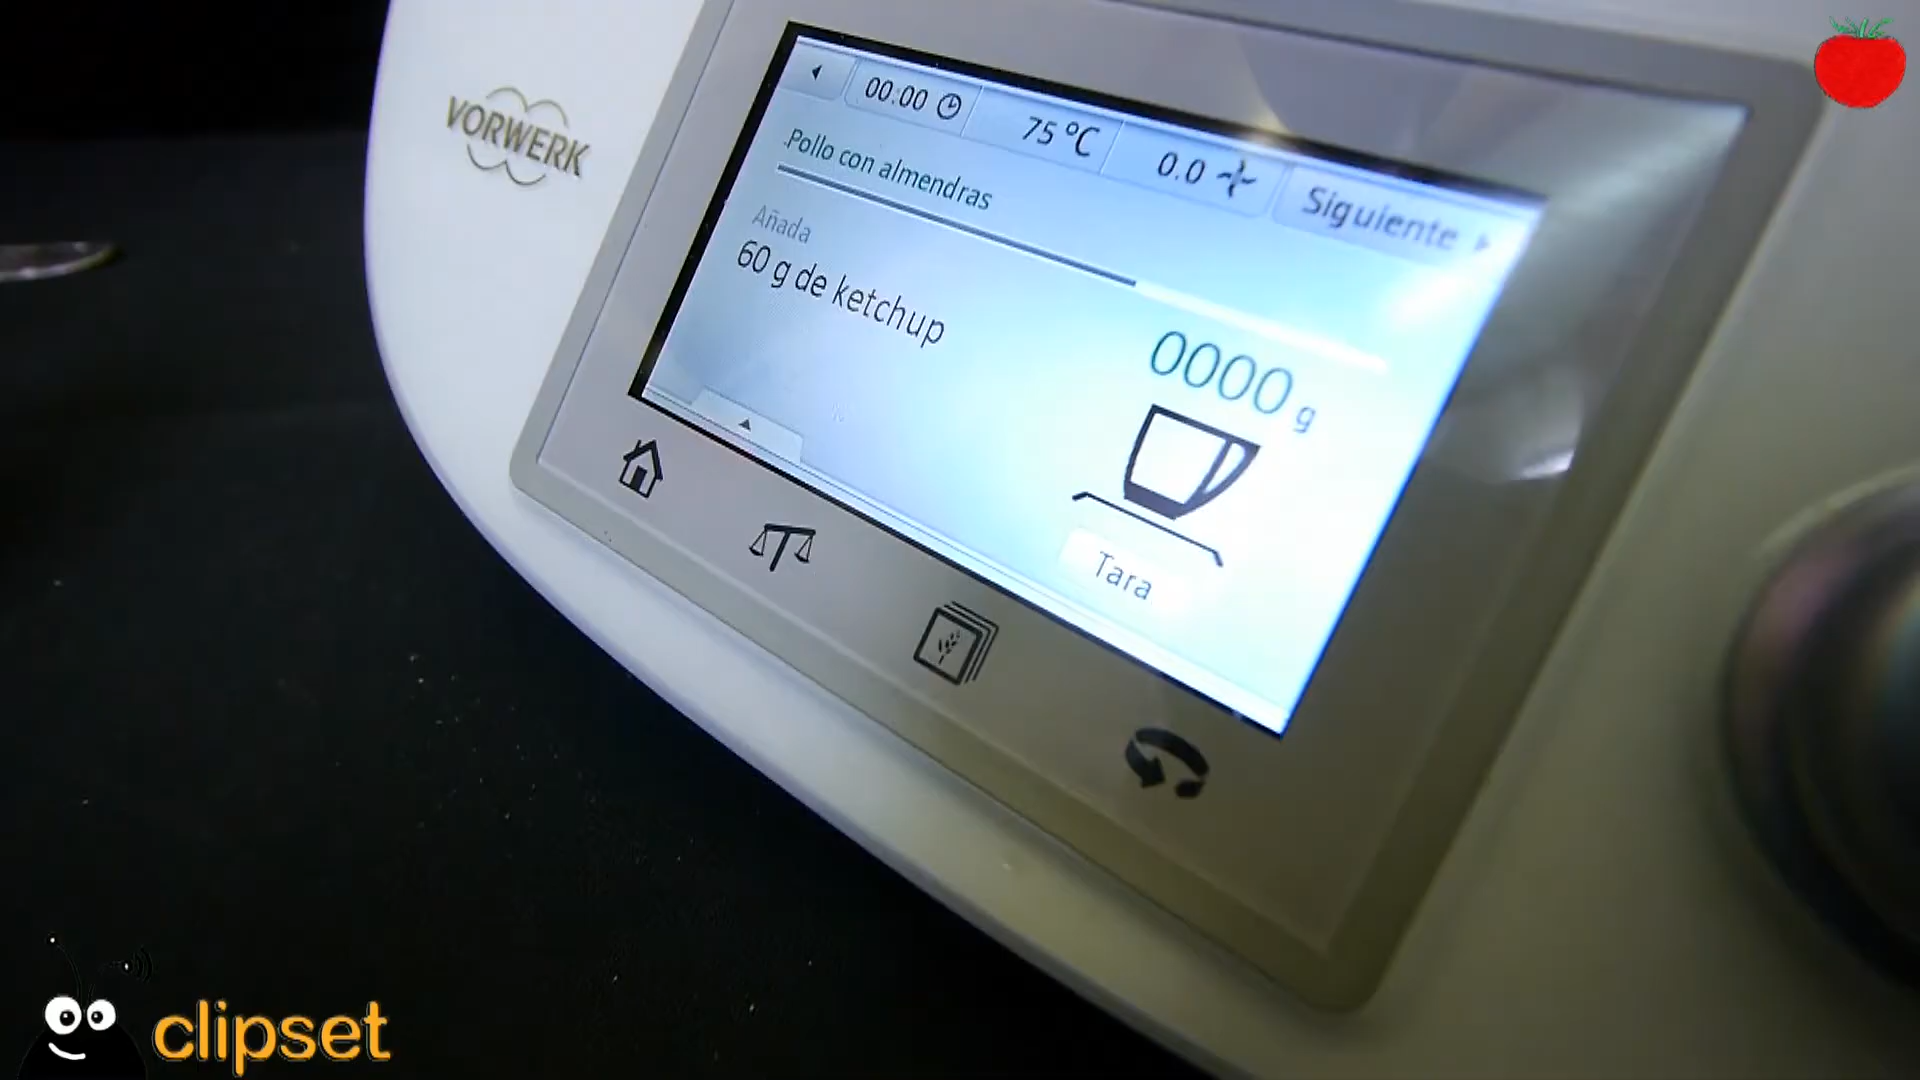 VORWERK
00:00
75 °C
0.0
Siguiente
.Pollo con almendras
Añada
60 g de ketchup
0000 g
Tara
clipset